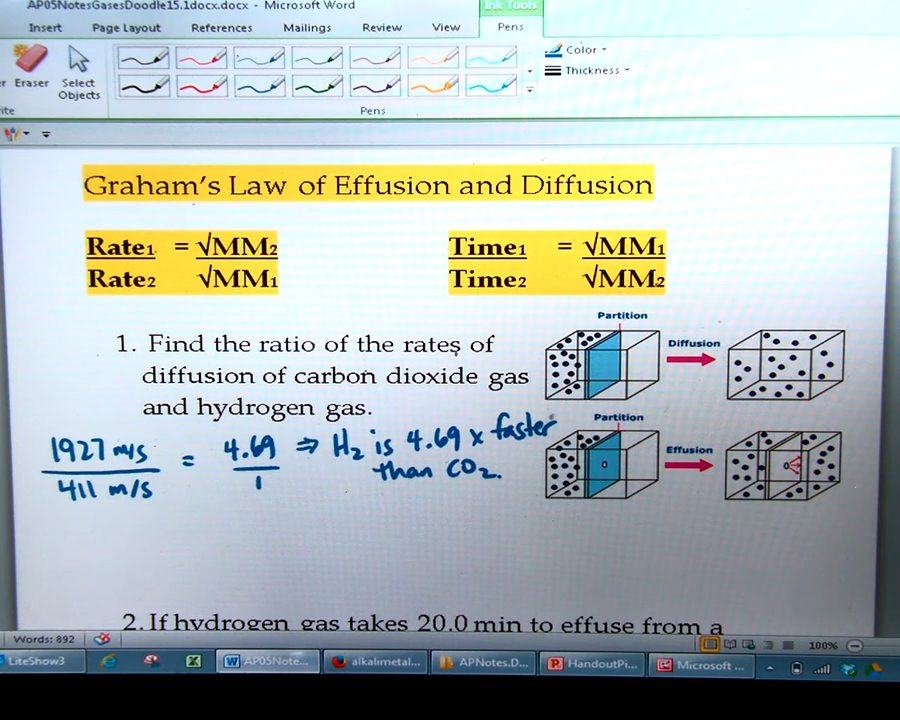 AP05NotesGasesDoodle15.1docx.docx - Microsoft Word
Ink Tools
Insert
Page Layout
References
Mailings
Review
View
Pens
Eraser
Select
Objects
Color
Thickness
Pens
Graham's Law of Effusion and Diffusion
Rate1 = √MM2
Rate2 √MM1
Time1 = √MM1
Time2 √MM2
1. Find the ratio of the rates of
diffusion of carbon dioxide gas
and hydrogen gas.
Partition
Diffusion
Partition
Effusion
1927 m/s = 4.69 ⇒ H2 is 4.69 x faster
411 m/s 1 than CO2.
2. If hydrogen gas takes 20.0 min to effuse from a
Words: 892
100%
LiteShow3
AP05Note...
alkalimetal...
APNotes.D...
HandoutPi...
Microsoft ...